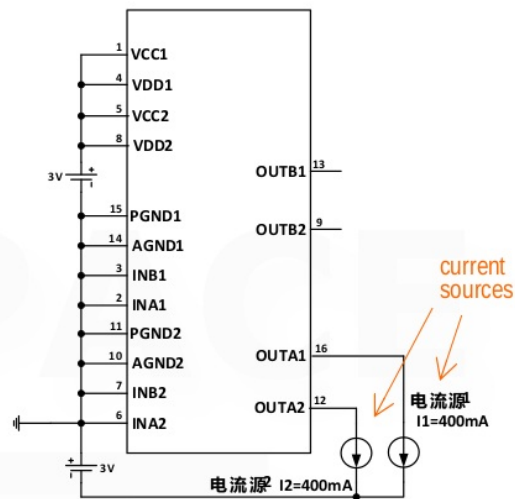 1 VCC1
4 VDD1
5 VCC2
8 VDD2
3V + -
15 PGND1
14 AGND1
3 INB1
2 INA1
11 PGND2
10 AGND2
7 INB2
6 INA2
+ 3V -
OUTB1 13
OUTB2 9
OUTA1 16
OUTA2 12
current
sources
电流源1
I1=400mA
电流源2 I2=400mA